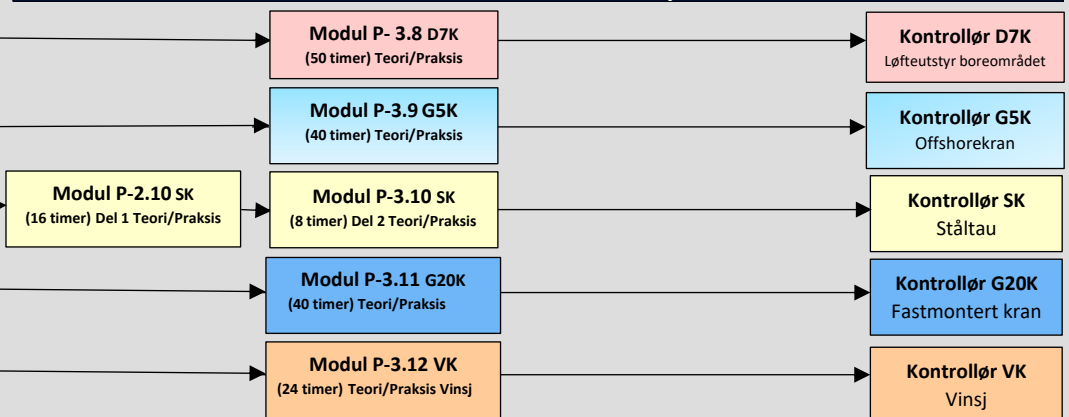 Modul P- 3.8 D7K
(50 timer) Teori/Praksis
Kontrollør D7K
Løfteutstyr boreområdet
Modul P-3.9 G5K
(40 timer) Teori/Praksis
Kontrollør G5K
Offshorekran
Modul P-2.10 SK
(16 timer) Del 1 Teori/Praksis
Modul P-3.10 SK
(8 timer) Del 2 Teori/Praksis
Kontrollør SK
Ståltau
Modul P-3.11 G20K
(40 timer) Teori/Praksis
Kontrollør G20K
Fastmontert kran
Modul P-3.12 VK
(24 timer) Teori/Praksis Vinsj
Kontrollør VK
Vinsj